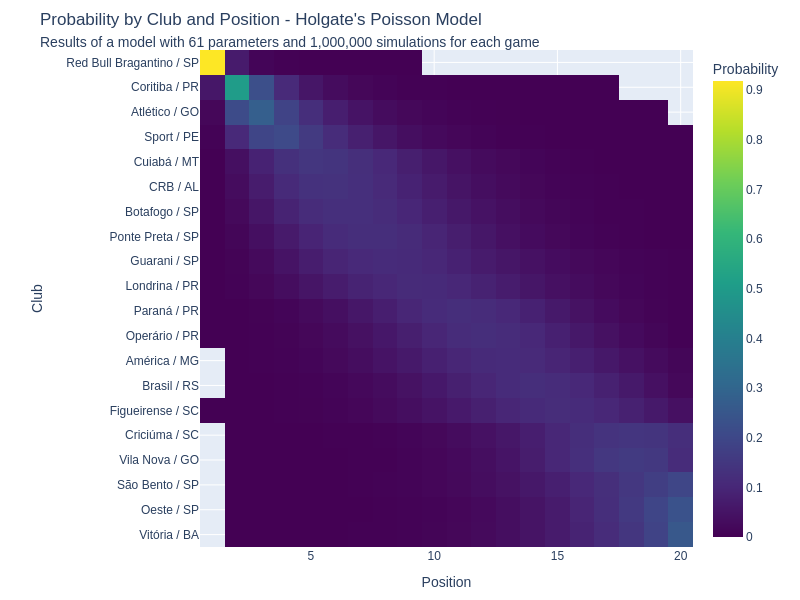 Probability by Club and Position - Holgate's Poisson Model
Results of a model with 61 parameters and 1,000,000 simulations for each game
Probability
Red Bull Bragantino / SP
Coritiba / PR
Atlético / GO
Sport / PE
Cuiabá / MT
CRB / AL
Botafogo / SP
Ponte Preta / SP
Guarani / SP
Londrina / PR
Paraná / PR
Operário / PR
América / MG
Brasil / RS
Figueirense / SC
Criciúma / SC
Vila Nova / GO
São Bento / SP
Oeste / SP
Vitória / BA
Club
5
10
15
20
Position
0.9
0.8
0.7
0.6
0.5
0.4
0.3
0.2
0.1
0